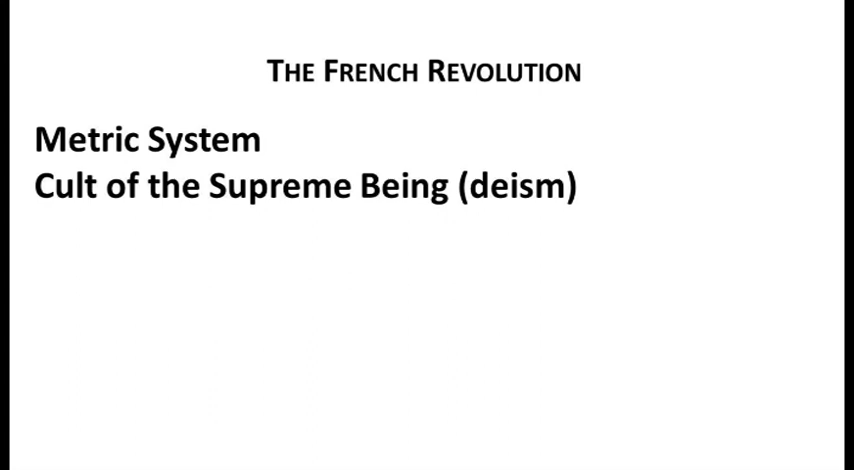 The French Revolution
Metric System
Cult of the Supreme Being (deism)